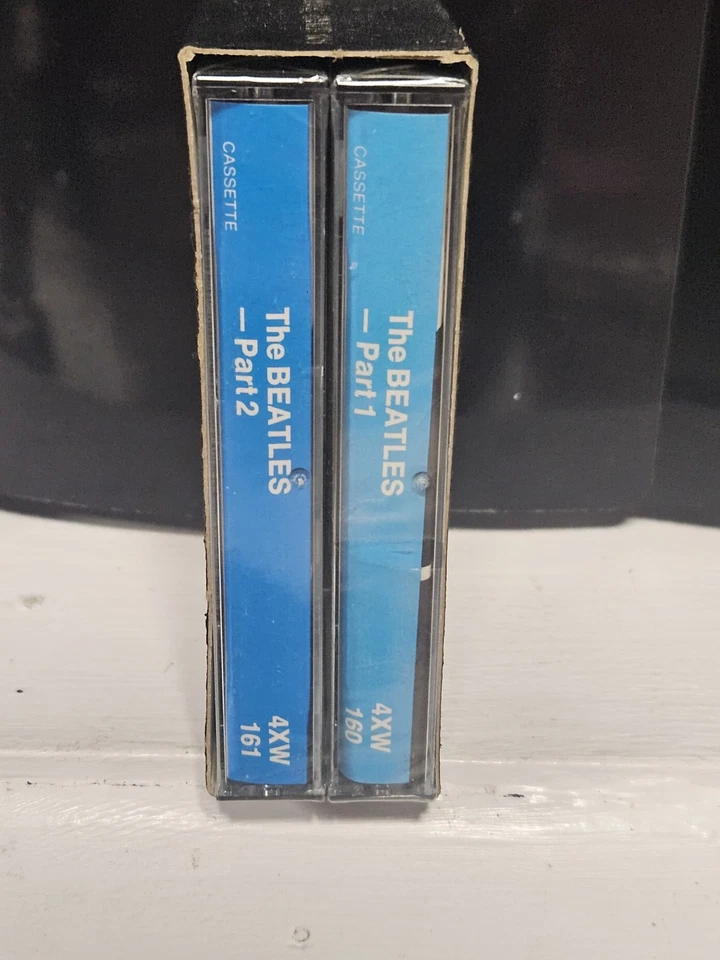 CASSETTE
The BEATLES
— Part 2
4XW
161
CASSETTE
The BEATLES
— Part 1
4XW
160